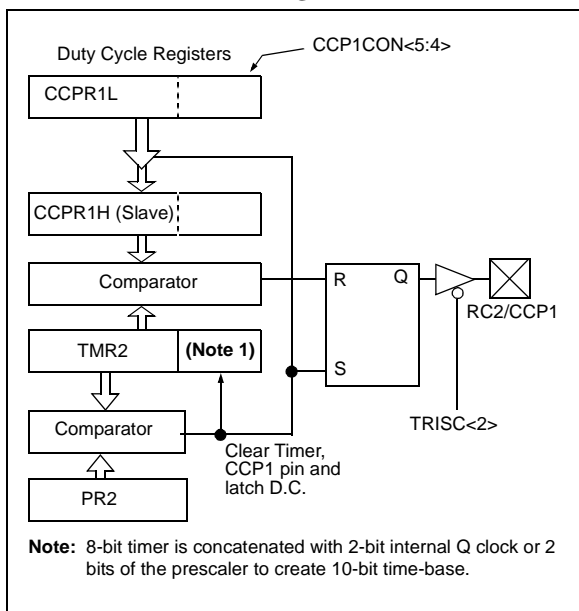 Duty Cycle Registers
CCP1CON<5:4>
CCPR1L
CCPR1H (Slave)
Comparator
R
Q
RC2/CCP1
TMR2
(Note 1)
S
TRISC<2>
Comparator
Clear Timer,
CCP1 pin and
latch D.C.
PR2
Note: 8-bit timer is concatenated with 2-bit internal Q clock or 2
bits of the prescaler to create 10-bit time-base.